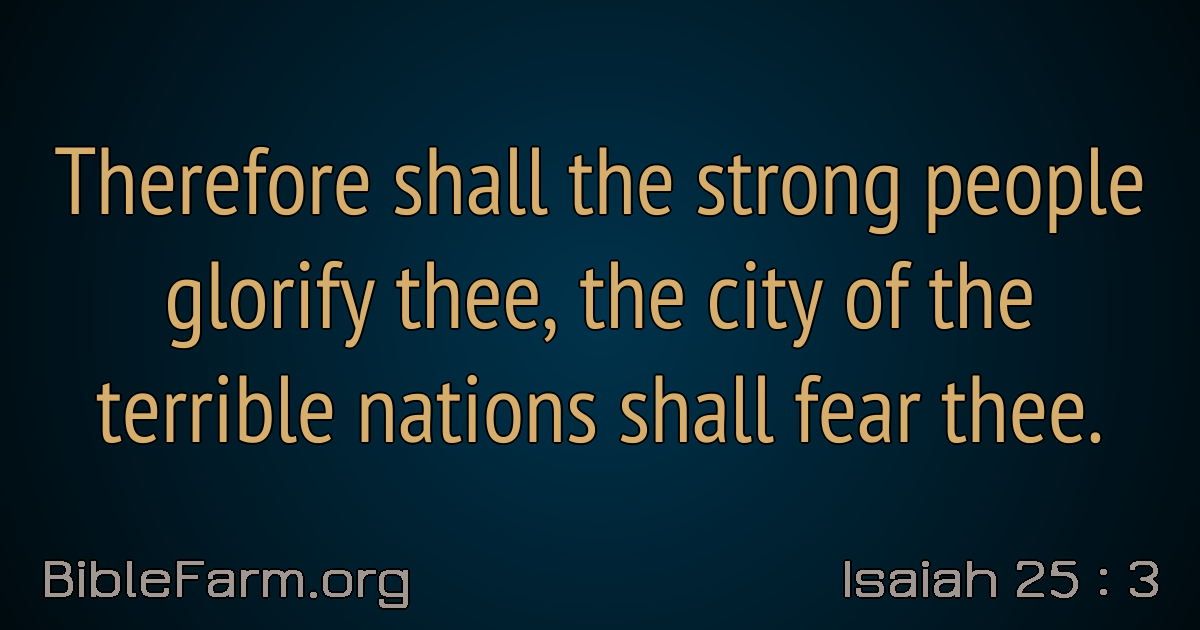 Therefore shall the strong people
glorify thee, the city of the
terrible nations shall fear thee.
BibleFarm.org
Isaiah 25 : 3